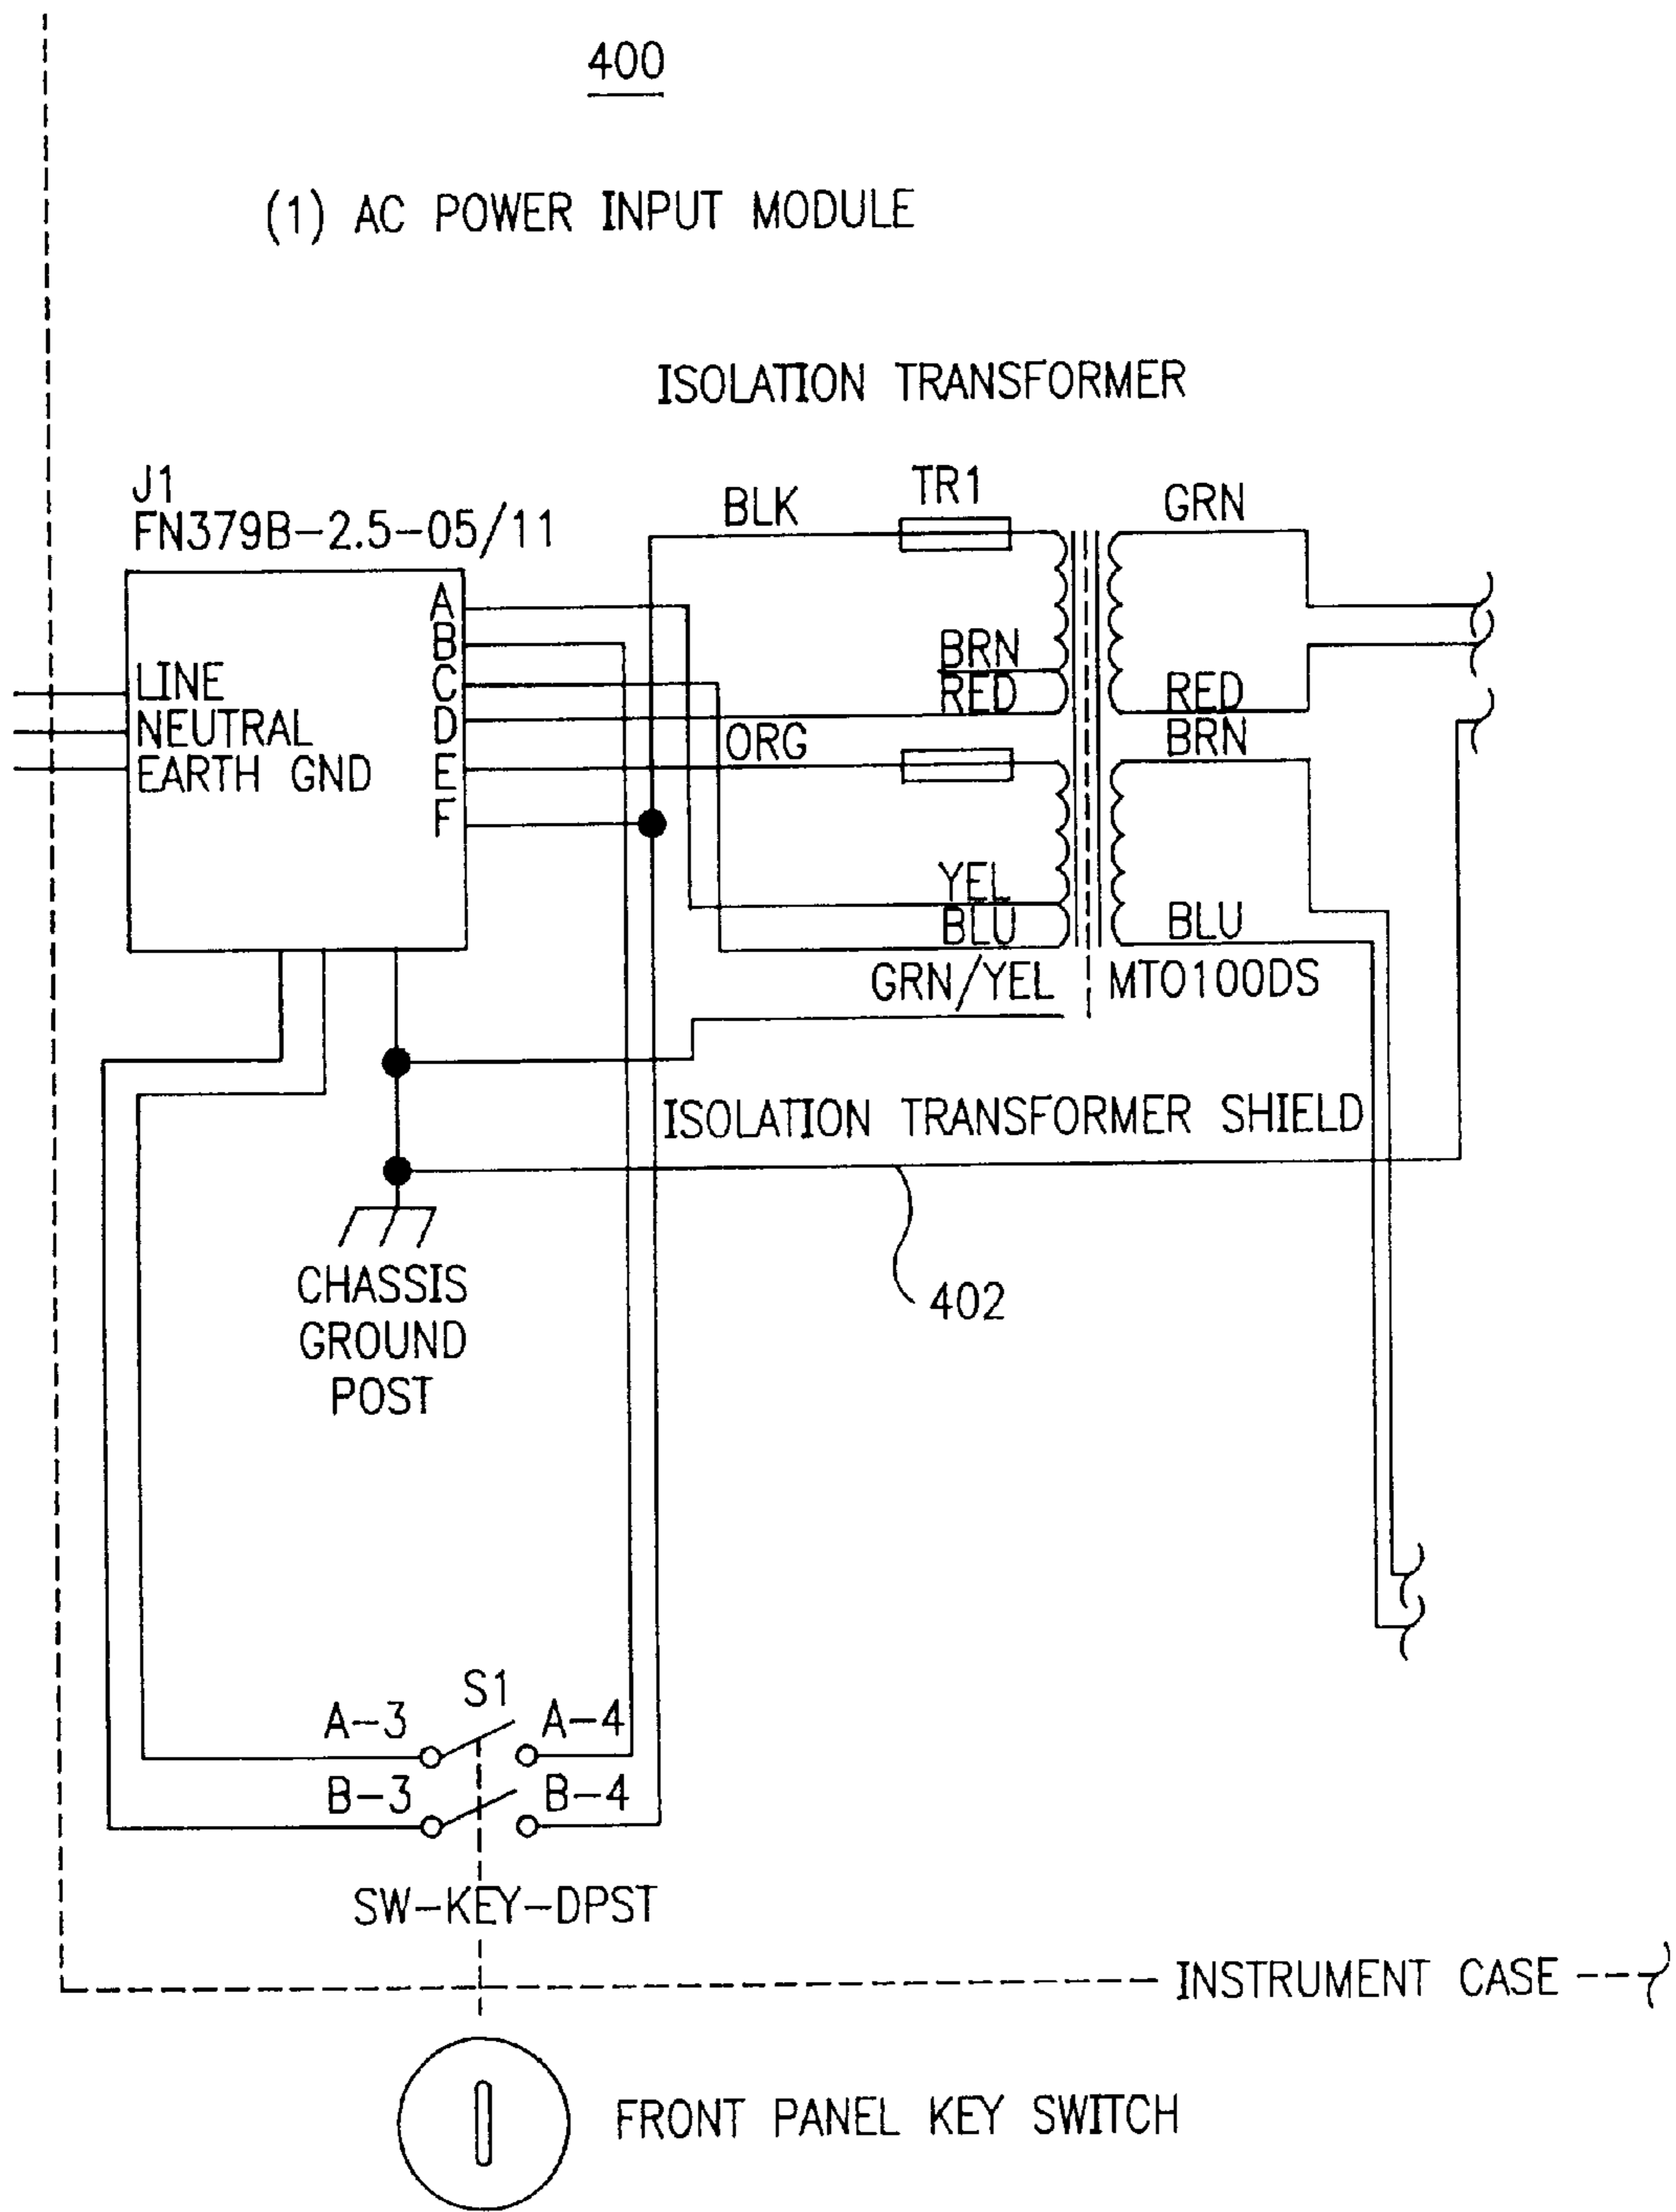 400
(1) AC POWER INPUT MODULE
ISOLATION TRANSFORMER
J1
FN379B-2.5-05/11
BLK
TR1
GRN
A
B
C
D
E
F
LINE
NEUTRAL
EARTH GND
BRN
RED
ORG
RED
BRN
YEL
BLU
BLU
GRN/YEL
MTO100DS
ISOLATION TRANSFORMER SHIELD
402
CHASSIS
GROUND
POST
S1
A-3
A-4
B-3
B-4
SW-KEY-DPST
INSTRUMENT CASE
FRONT PANEL KEY SWITCH